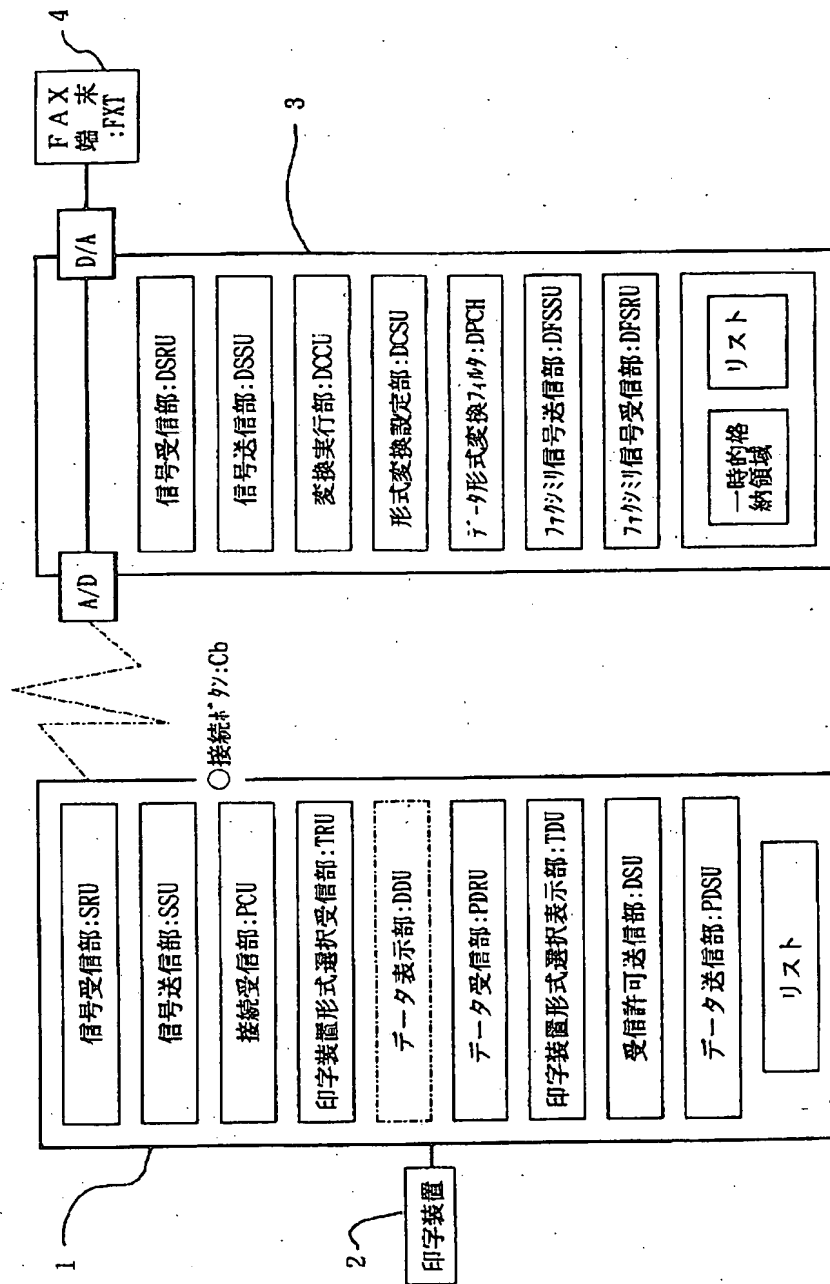 1
信号受信部:SRU
信号送信部:SSU
接続受信部:PCU
印字装置形式選択受信部:TRU
データ表示部:DDU
データ受信部:PDRU
印字装置形式選択表示部:TDU
受信許可送信部:DSU
データ送信部:PDSU
リスト
2
印字装置
接続ボタン:Cb
A/D
D/A
3
信号受信部:DSRU
信号送信部:DSSU
変換実行部:DCCU
形式変換設定部:DCSU
データ形式変換フィルタ:DPCH
ファクシミリ信号送信部:DFSSU
ファクシミリ信号受信部:DFSRU
一時的格
納領域
リスト
4
FAX
端末
:FXT